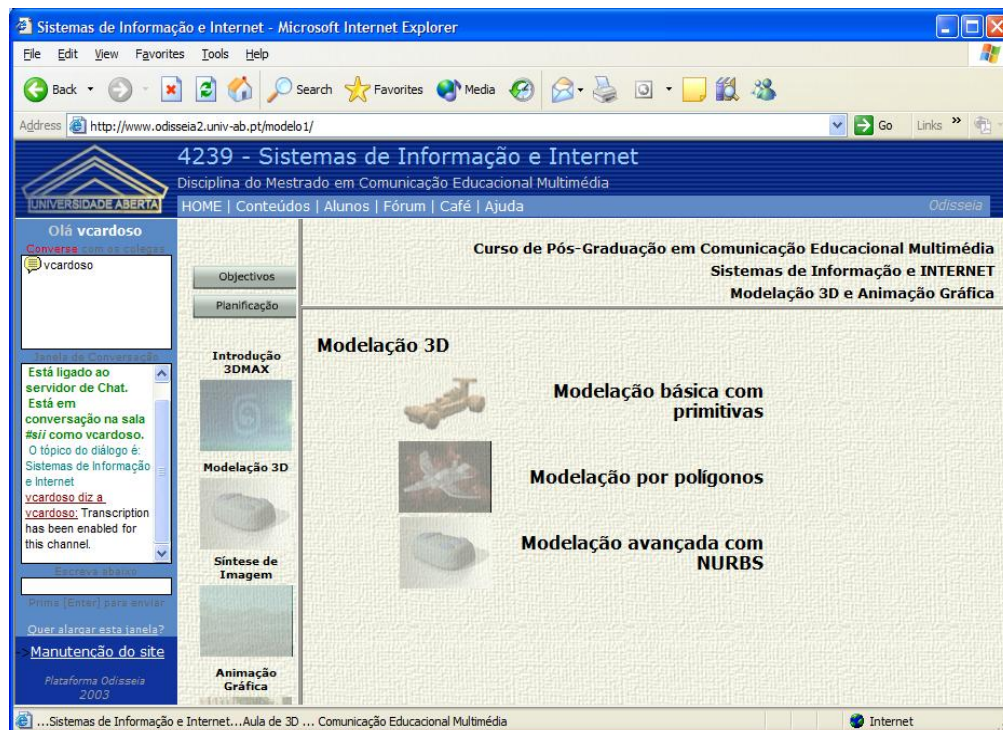 Sistemas de Informação e Internet - Microsoft Internet Explorer
File Edit View Favorites Tools Help
Back Search Favorites Media
Address http://www.odisseia2.univ-ab.pt/modelo1/ Go Links »
4239 - Sistemas de Informação e Internet
Disciplina do Mestrado em Comunicação Educacional Multimédia
UNIVERSIDADE ABERTA
HOME | Conteúdos | Alunos | Fórum | Café | Ajuda
Odisseia
Olá vcardoso
Converse com os colegas
vcardoso
Janela de Conversação
Está ligado ao
servidor de Chat.
Está em
conversação na sala
#sii como vcardoso.
O tópico do diálogo é:
Sistemas de Informação
e Internet
vcardoso diz a
vcardoso: Transcription
has been enabled for
this channel.
Escreva abaixo
Prima [Enter] para enviar
Quer alargar esta janela?
->Manutenção do site
Plataforma Odisseia
2003
Objectivos
Planificação
Introdução
3DMAX
Modelação 3D
Síntese de
Imagem
Animação
Gráfica
Curso de Pós-Graduação em Comunicação Educacional Multimédia
Sistemas de Informação e INTERNET
Modelação 3D e Animação Gráfica
Modelação 3D
Modelação básica com
primitivas
Modelação por polígonos
Modelação avançada com
NURBS
...Sistemas de Informação e Internet...Aula de 3D ... Comunicação Educacional Multimédia
Internet